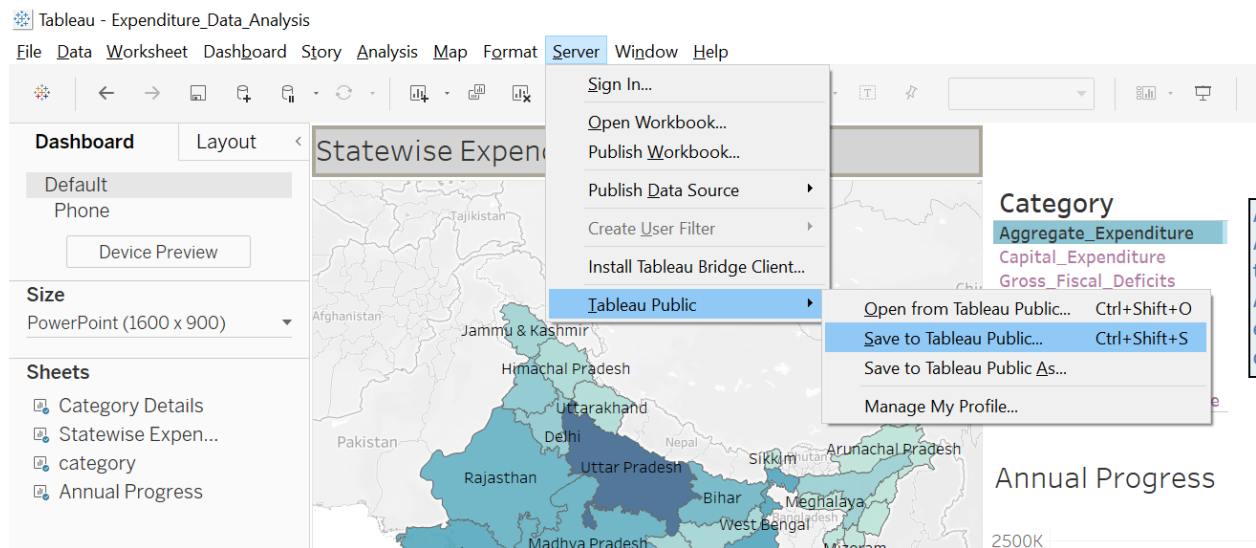 Tableau - Expenditure_Data_Analysis
File Data Worksheet Dashboard Story Analysis Map Format Server Window Help
Sign In...
Open Workbook...
Publish Workbook...
Publish Data Source
Create User Filter
Install Tableau Bridge Client...
Tableau Public
Open from Tableau Public... Ctrl+Shift+O
Save to Tableau Public... Ctrl+Shift+S
Save to Tableau Public As...
Manage My Profile...
Dashboard Layout
Default
Phone
Device Preview
Size
PowerPoint (1600 x 900)
Sheets
Category Details
Statewise Expen...
category
Annual Progress
Statewise
Tajikistan
Afghanistan
Jammu & Kashmir
Himachal Pradesh
Uttarakhand
Pakistan
Delhi
Nepal
Sikkim
Bhutan
Arunachal Pradesh
Rajasthan
Uttar Pradesh
Bihar
Meghalaya
Bangladesh
West Bengal
Madhya Pradesh
Mizoram
Category
Aggregate_Expenditure
Capital_Expenditure
Gross_Fiscal_Deficits
Annual Progress
2500K